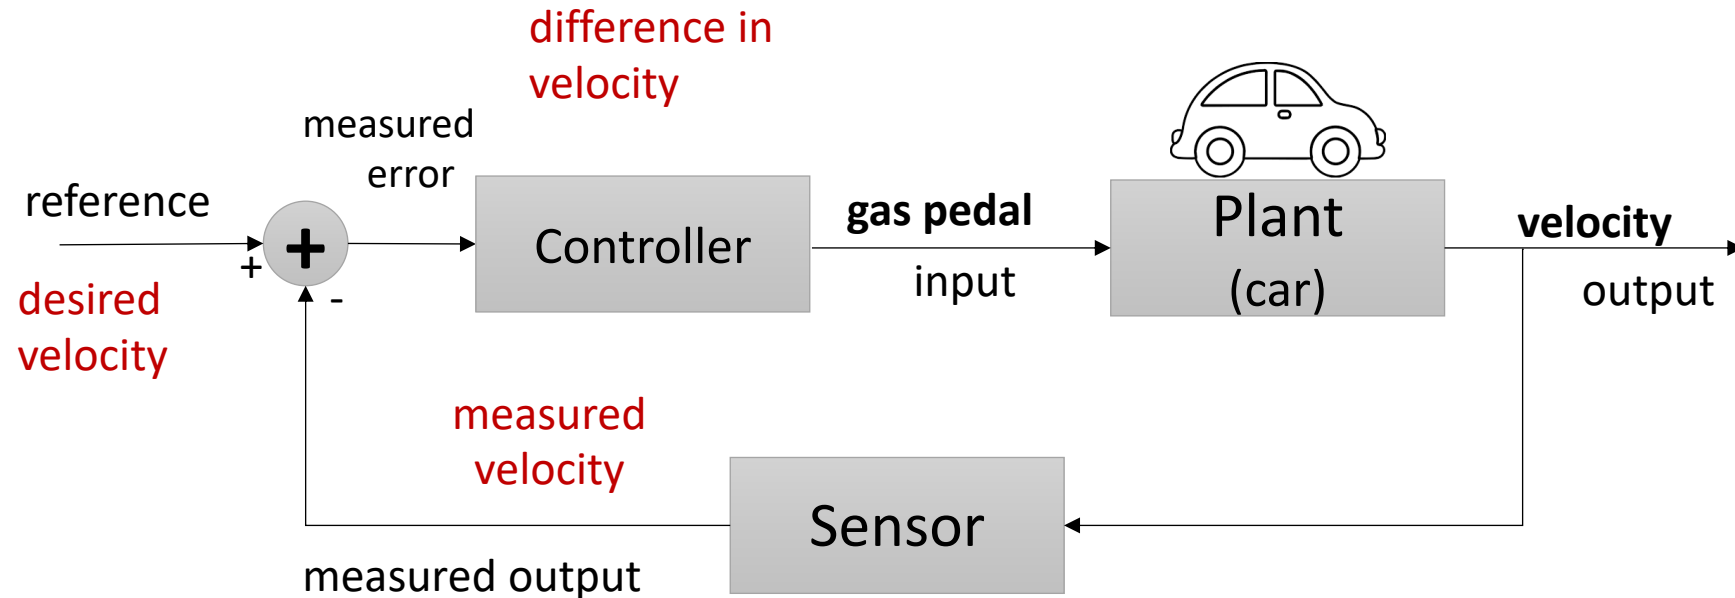 difference in
velocity
measured
error
reference
+
+
-
desired
velocity
Controller
gas pedal
input
Plant
(car)
velocity
output
measured
velocity
Sensor
measured output